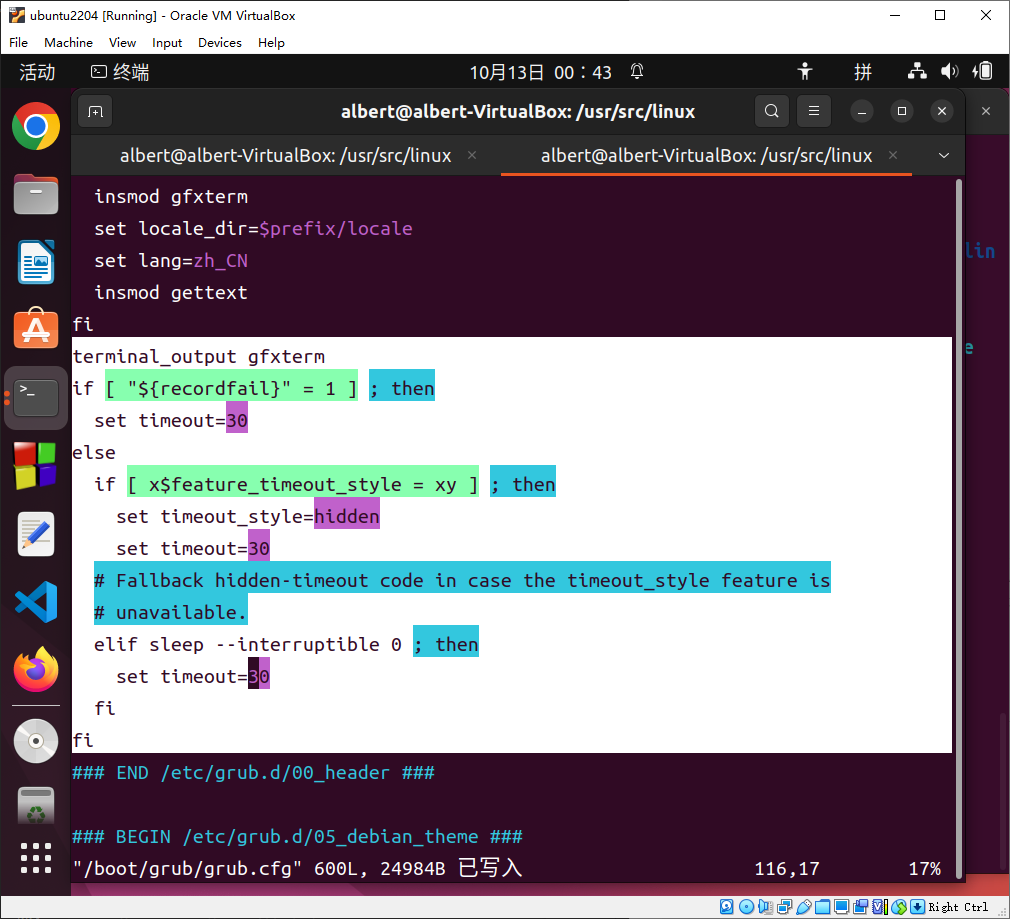 ubuntu2204 [Running] - Oracle VM VirtualBox
File Machine View Input Devices Help
活动 终端 10月13日 00：43 拼
albert@albert-VirtualBox: /usr/src/linux
albert@albert-VirtualBox: /usr/src/linux × albert@albert-VirtualBox: /usr/src/linux ×
insmod gfxterm
set locale_dir=$prefix/locale
lin
set lang=zh_CN
insmod gettext
fi
e
terminal_output gfxterm
if [ "${recordfail}" = 1 ] ; then
set timeout=30
else
if [ x$feature_timeout_style = xy ] ; then
set timeout_style=hidden
set timeout=30
# Fallback hidden-timeout code in case the timeout_style feature is
# unavailable.
elif sleep --interruptible 0 ; then
set timeout=30
fi
fi
### END /etc/grub.d/00_header ###
### BEGIN /etc/grub.d/05_debian_theme ###
"/boot/grub/grub.cfg" 600L, 24984B 已写入 116,17 17%
Right Ctrl